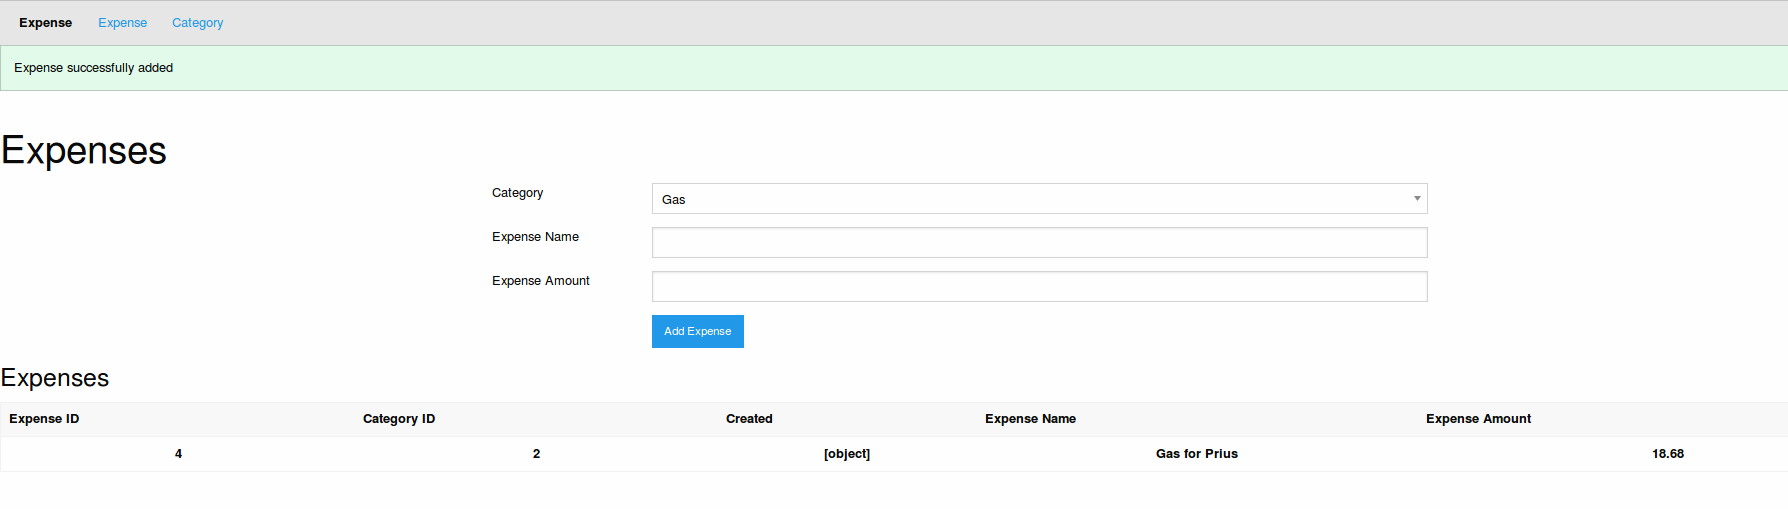 Expense Expense Category
Expense successfully added
Expenses
Category Gas
Expense Name
Expense Amount
Add Expense
Expenses
Expense ID Category ID Created Expense Name Expense Amount
4 2 [object] Gas for Prius 18.68